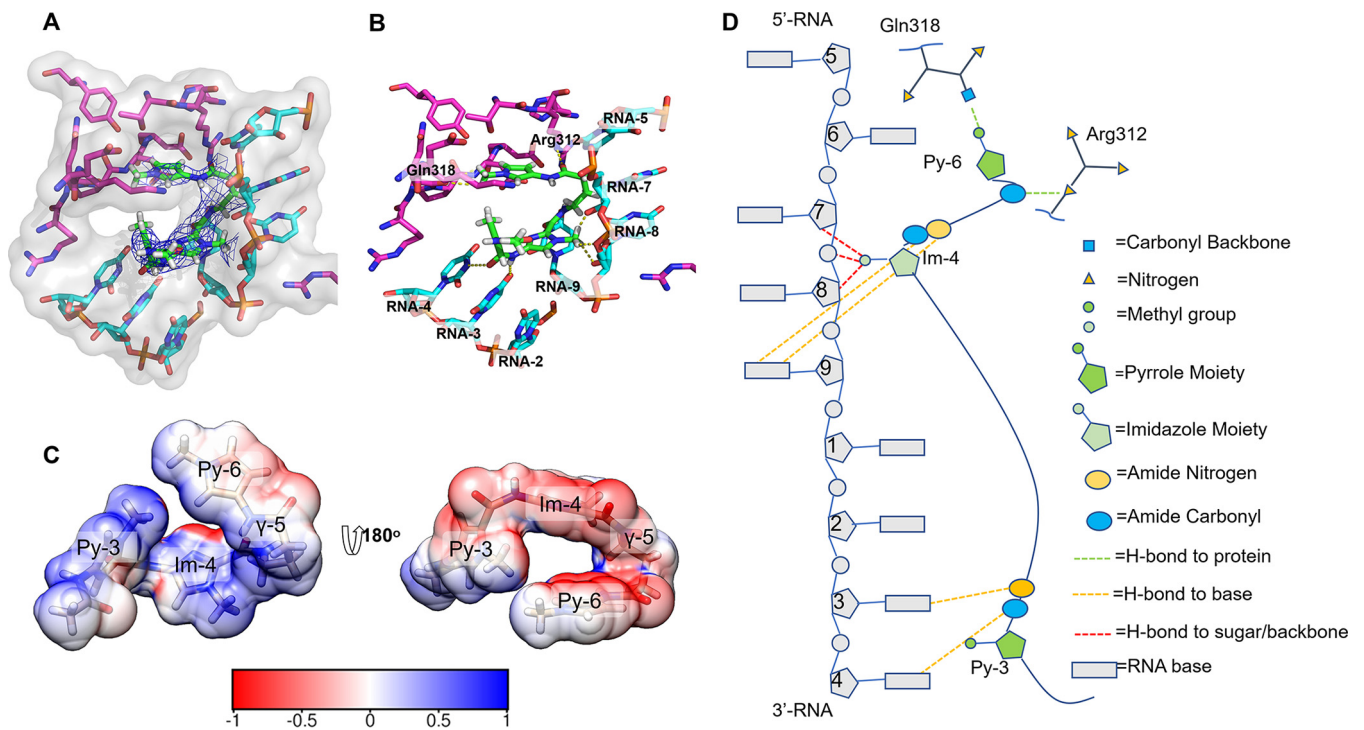 A
B
Arg312
RNA-5
Gln318
RNA-7
RNA-8
RNA-9
RNA-4
RNA-3
RNA-2
C
Py-6
γ-5
Py-3
Im-4
180°
Im-4
Py-3
γ-5
Py-6
-1
-0.5
0
0.5
1
D
5’-RNA
Gln318
5
6
Py-6
Arg312
7
Im-4
8
9
1
2
3
4
Py-3
3’-RNA
=Carbonyl Backbone
=Nitrogen
=Methyl group
=Pyrrole Moiety
=Imidazole Moiety
=Amide Nitrogen
=Amide Carbonyl
=H-bond to protein
=H-bond to base
=H-bond to sugar/backbone
=RNA base